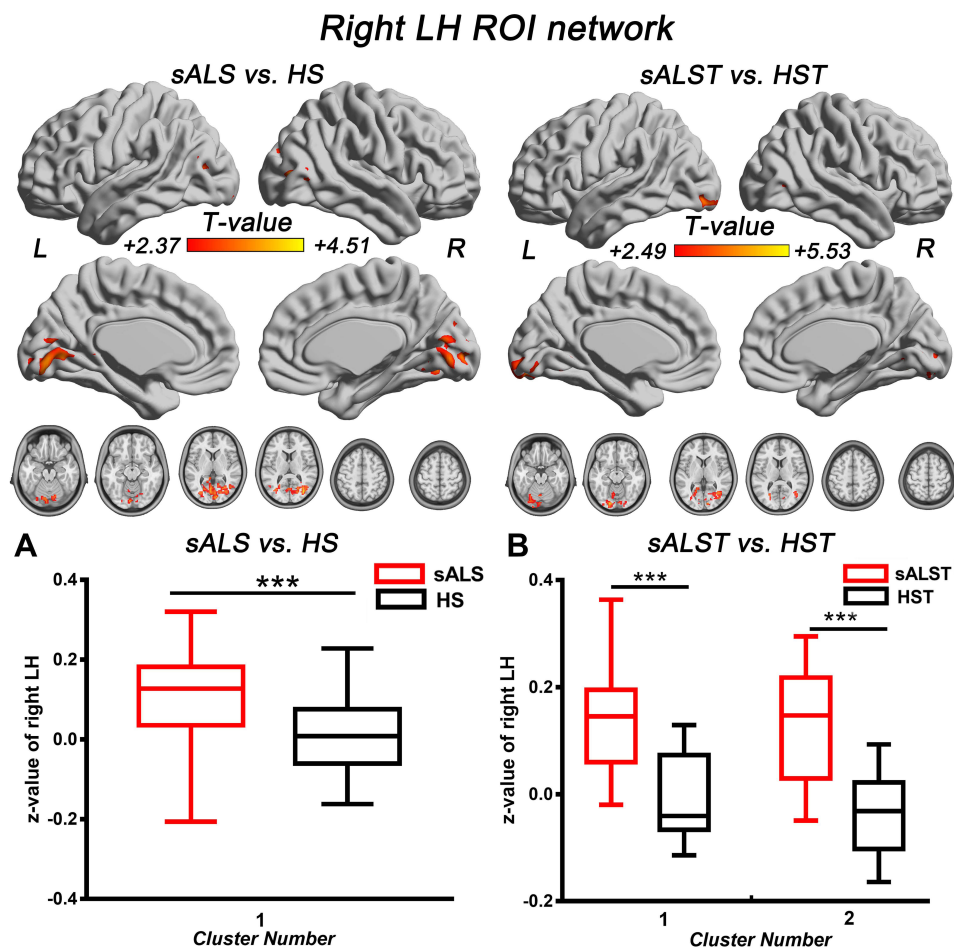 Right LH ROI network
sALS vs. HS
sALST vs. HST
T-value
+2.37
+4.51
L
R
T-value
+2.49
+5.53
L
R
A
sALS vs. HS
***
sALS
HS
0.4
0.2
0.0
-0.2
-0.4
z-value of right LH
1
Cluster Number
B
sALST vs. HST
***
***
sALST
HST
0.4
0.2
0.0
-0.2
z-value of right LH
1
2
Cluster Number